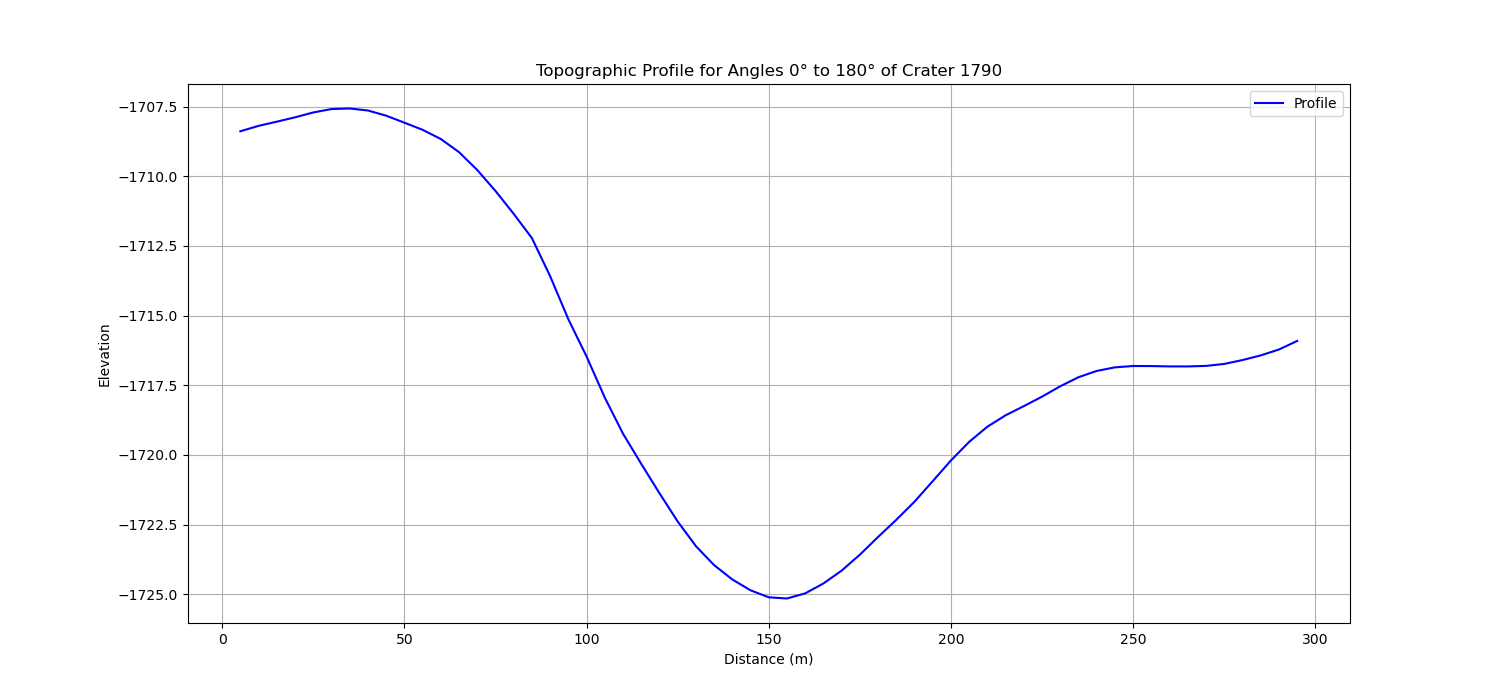 Topographic Profile for Angles 0° to 180° of Crater 1790
Profile
−1707.5
−1710.0
−1712.5
−1715.0
−1717.5
−1720.0
−1722.5
−1725.0
Elevation
0 50 100 150 200 250 300
Distance (m)